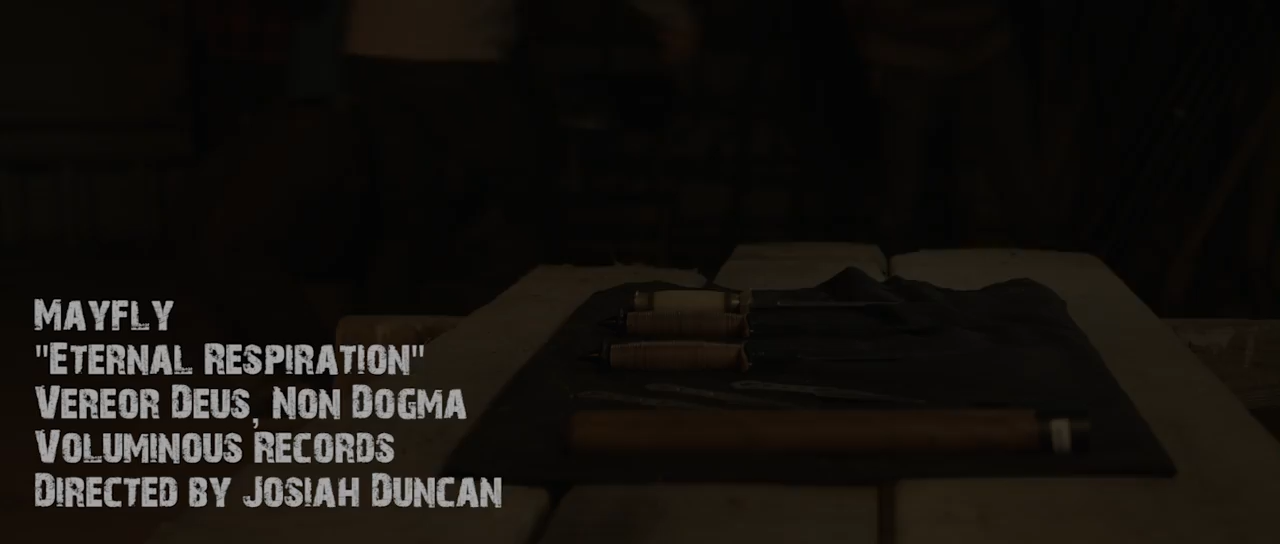 Mayfly
"Eternal Respiration"
Vereor Deus, Non Dogma
Voluminous Records
Directed by Josiah Duncan